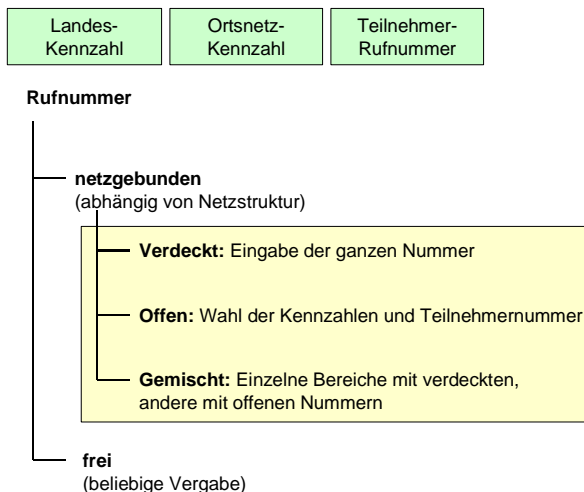 Landes-
Kennzahl
Ortsnetz-
Kennzahl
Teilnehmer-
Rufnummer
Rufnummer
netzgebunden
(abhängig von Netzstruktur)
Verdeckt: Eingabe der ganzen Nummer
Offen: Wahl der Kennzahlen und Teilnehmernummer
Gemischt: Einzelne Bereiche mit verdeckten,
andere mit offenen Nummern
frei
(beliebige Vergabe)